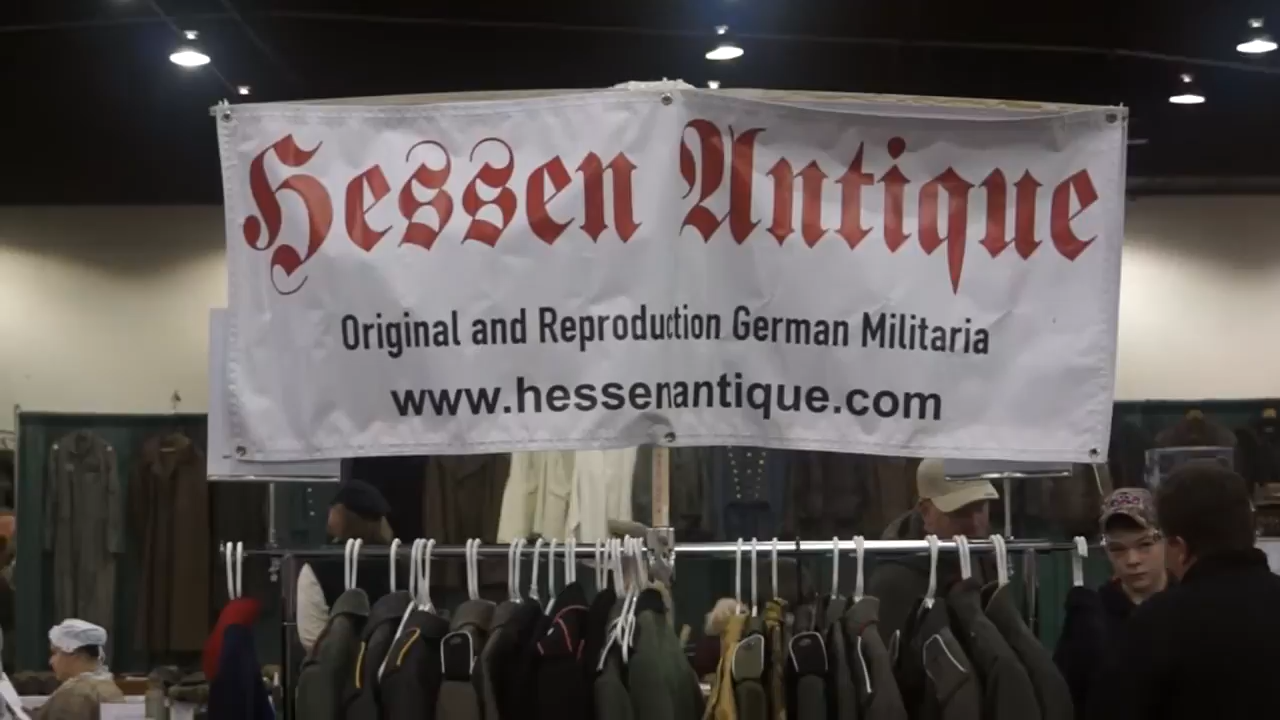 Hessen Antique
Original and Reproduction German Militaria
www.hessenantique.com